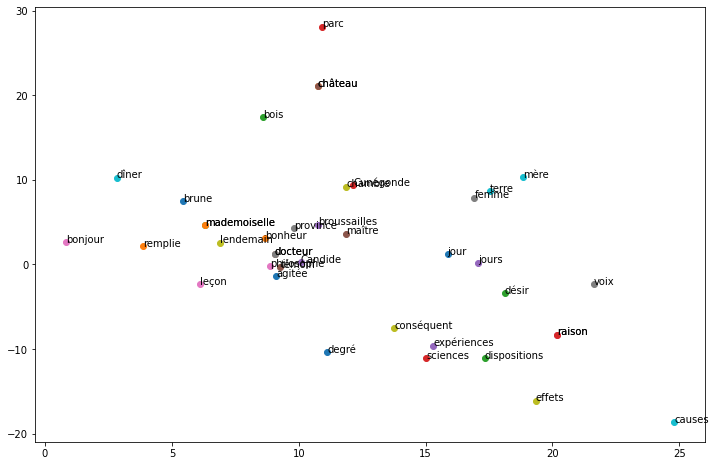 30
parc
château
20
bois
dîner
mère
10
chambre
Cunégonde
terre
femme
brune
mademoiselle
broussailles
province
maître
bonheur
bonjour
lendemain
remplie
docteur
jour
jours
Candide
0
agitée
leçon
voix
désir
conséquent
raison
expériences
-10
degré
sciences
dispositions
effets
causes
-20
0 5 10 15 20 25